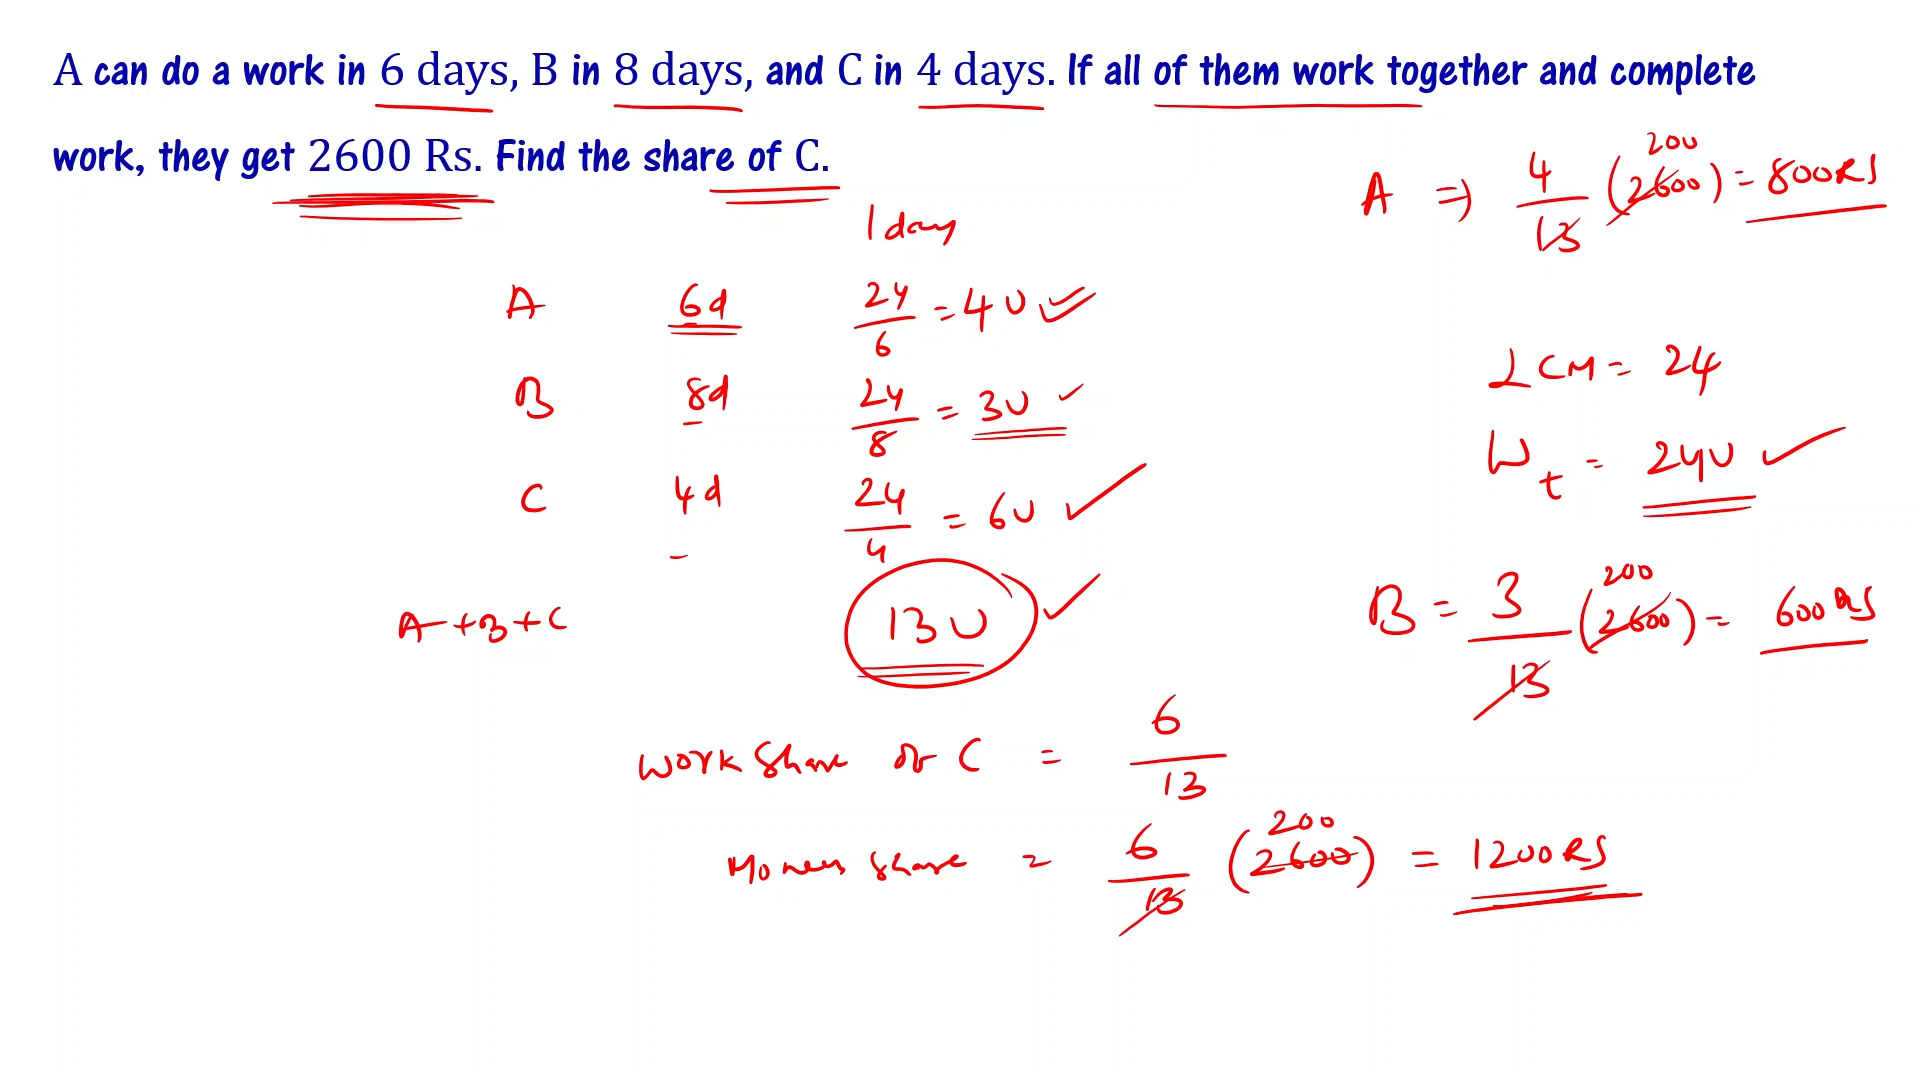 A can do a work in 6 days, B in 8 days, and C in 4 days. If all of them work together and complete
work, they get 2600 Rs. Find the share of C.
A ⇒ 4/13 (2600) = 800RS
200
1 day
A 6d 24/6 = 4U ✓
LCM = 24
B 8d 24/8 = 3U ✓
Wt = 24U ✓
C 4d 24/4 = 6U ✓
A+B+C 13U ✓
B = 3/13 (2600) = 600RS
200
Work Share of C = 6/13
Money Share = 6/13 (2600) = 1200RS
200